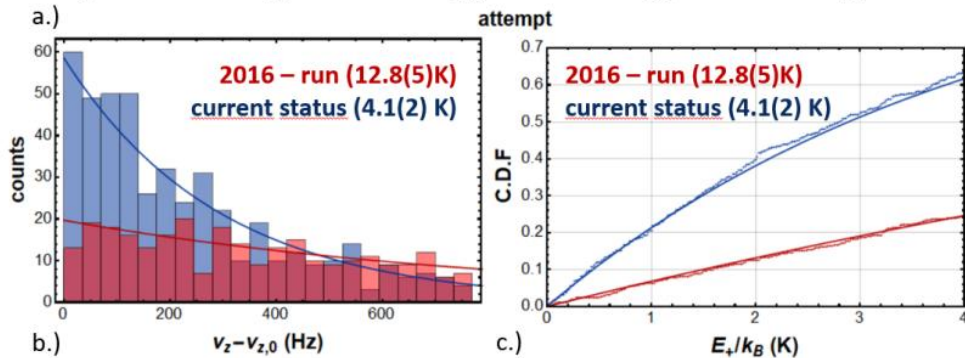 a.)
attempt
60
50
40
30
20
10
0
counts
2016 – run (12.8(5)K)
current status (4.1(2) K)
0
200
400
600
b.)
νz−νz,0 (Hz)
0.7
0.6
0.5
0.4
0.3
0.2
0.1
0.0
C.D.F
2016 – run (12.8(5)K)
current status (4.1(2) K)
0
1
2
3
4
c.)
E+/kB (K)